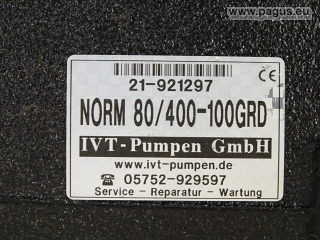 www.pagus.eu
21-921297
CE
NORM 80/400-100GRD
IVT-Pumpen GmbH
www.ivt-pumpen.de
☎ 05752-929597
Service - Reparatur - Wartung